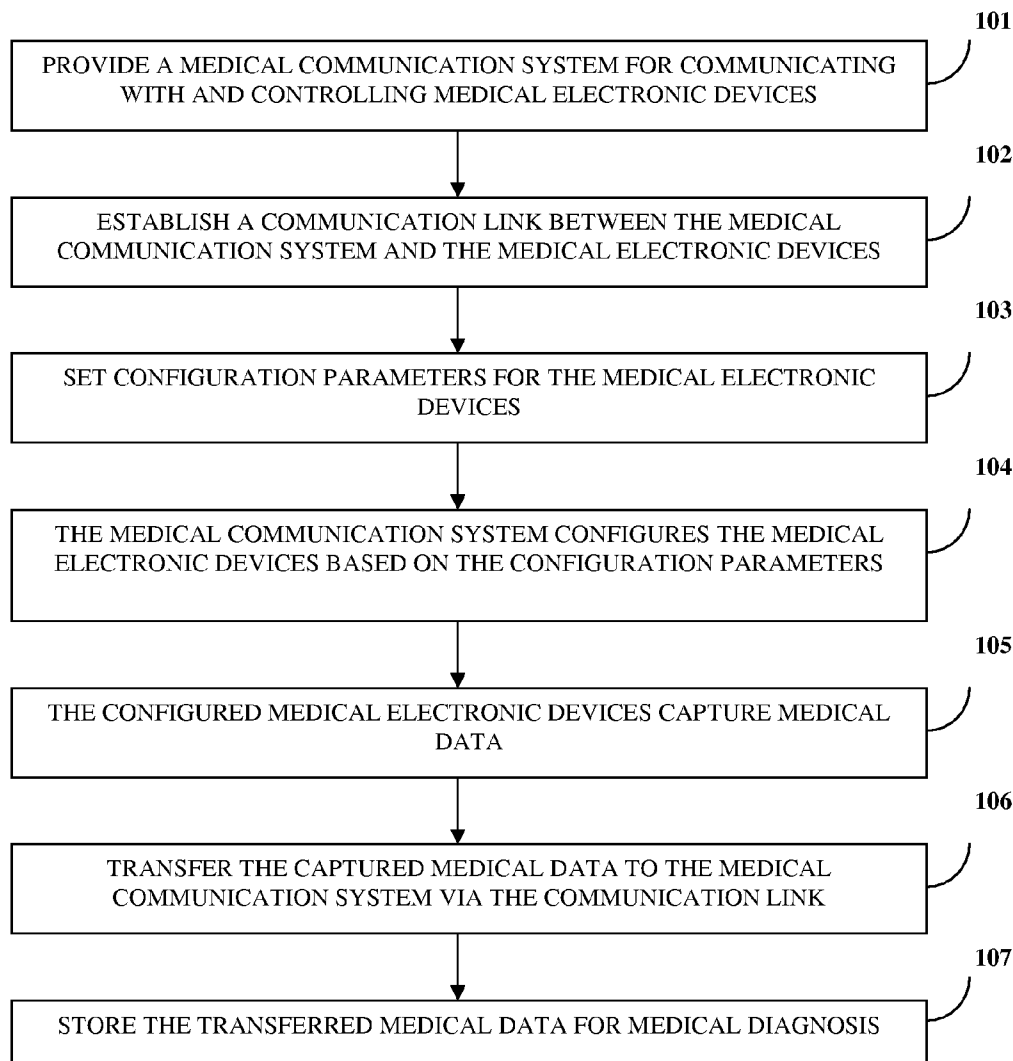 101
PROVIDE A MEDICAL COMMUNICATION SYSTEM FOR COMMUNICATING
WITH AND CONTROLLING MEDICAL ELECTRONIC DEVICES
102
ESTABLISH A COMMUNICATION LINK BETWEEN THE MEDICAL
COMMUNICATION SYSTEM AND THE MEDICAL ELECTRONIC DEVICES
103
SET CONFIGURATION PARAMETERS FOR THE MEDICAL ELECTRONIC
DEVICES
104
THE MEDICAL COMMUNICATION SYSTEM CONFIGURES THE MEDICAL
ELECTRONIC DEVICES BASED ON THE CONFIGURATION PARAMETERS
105
THE CONFIGURED MEDICAL ELECTRONIC DEVICES CAPTURE MEDICAL
DATA
106
TRANSFER THE CAPTURED MEDICAL DATA TO THE MEDICAL
COMMUNICATION SYSTEM VIA THE COMMUNICATION LINK
107
STORE THE TRANSFERRED MEDICAL DATA FOR MEDICAL DIAGNOSIS